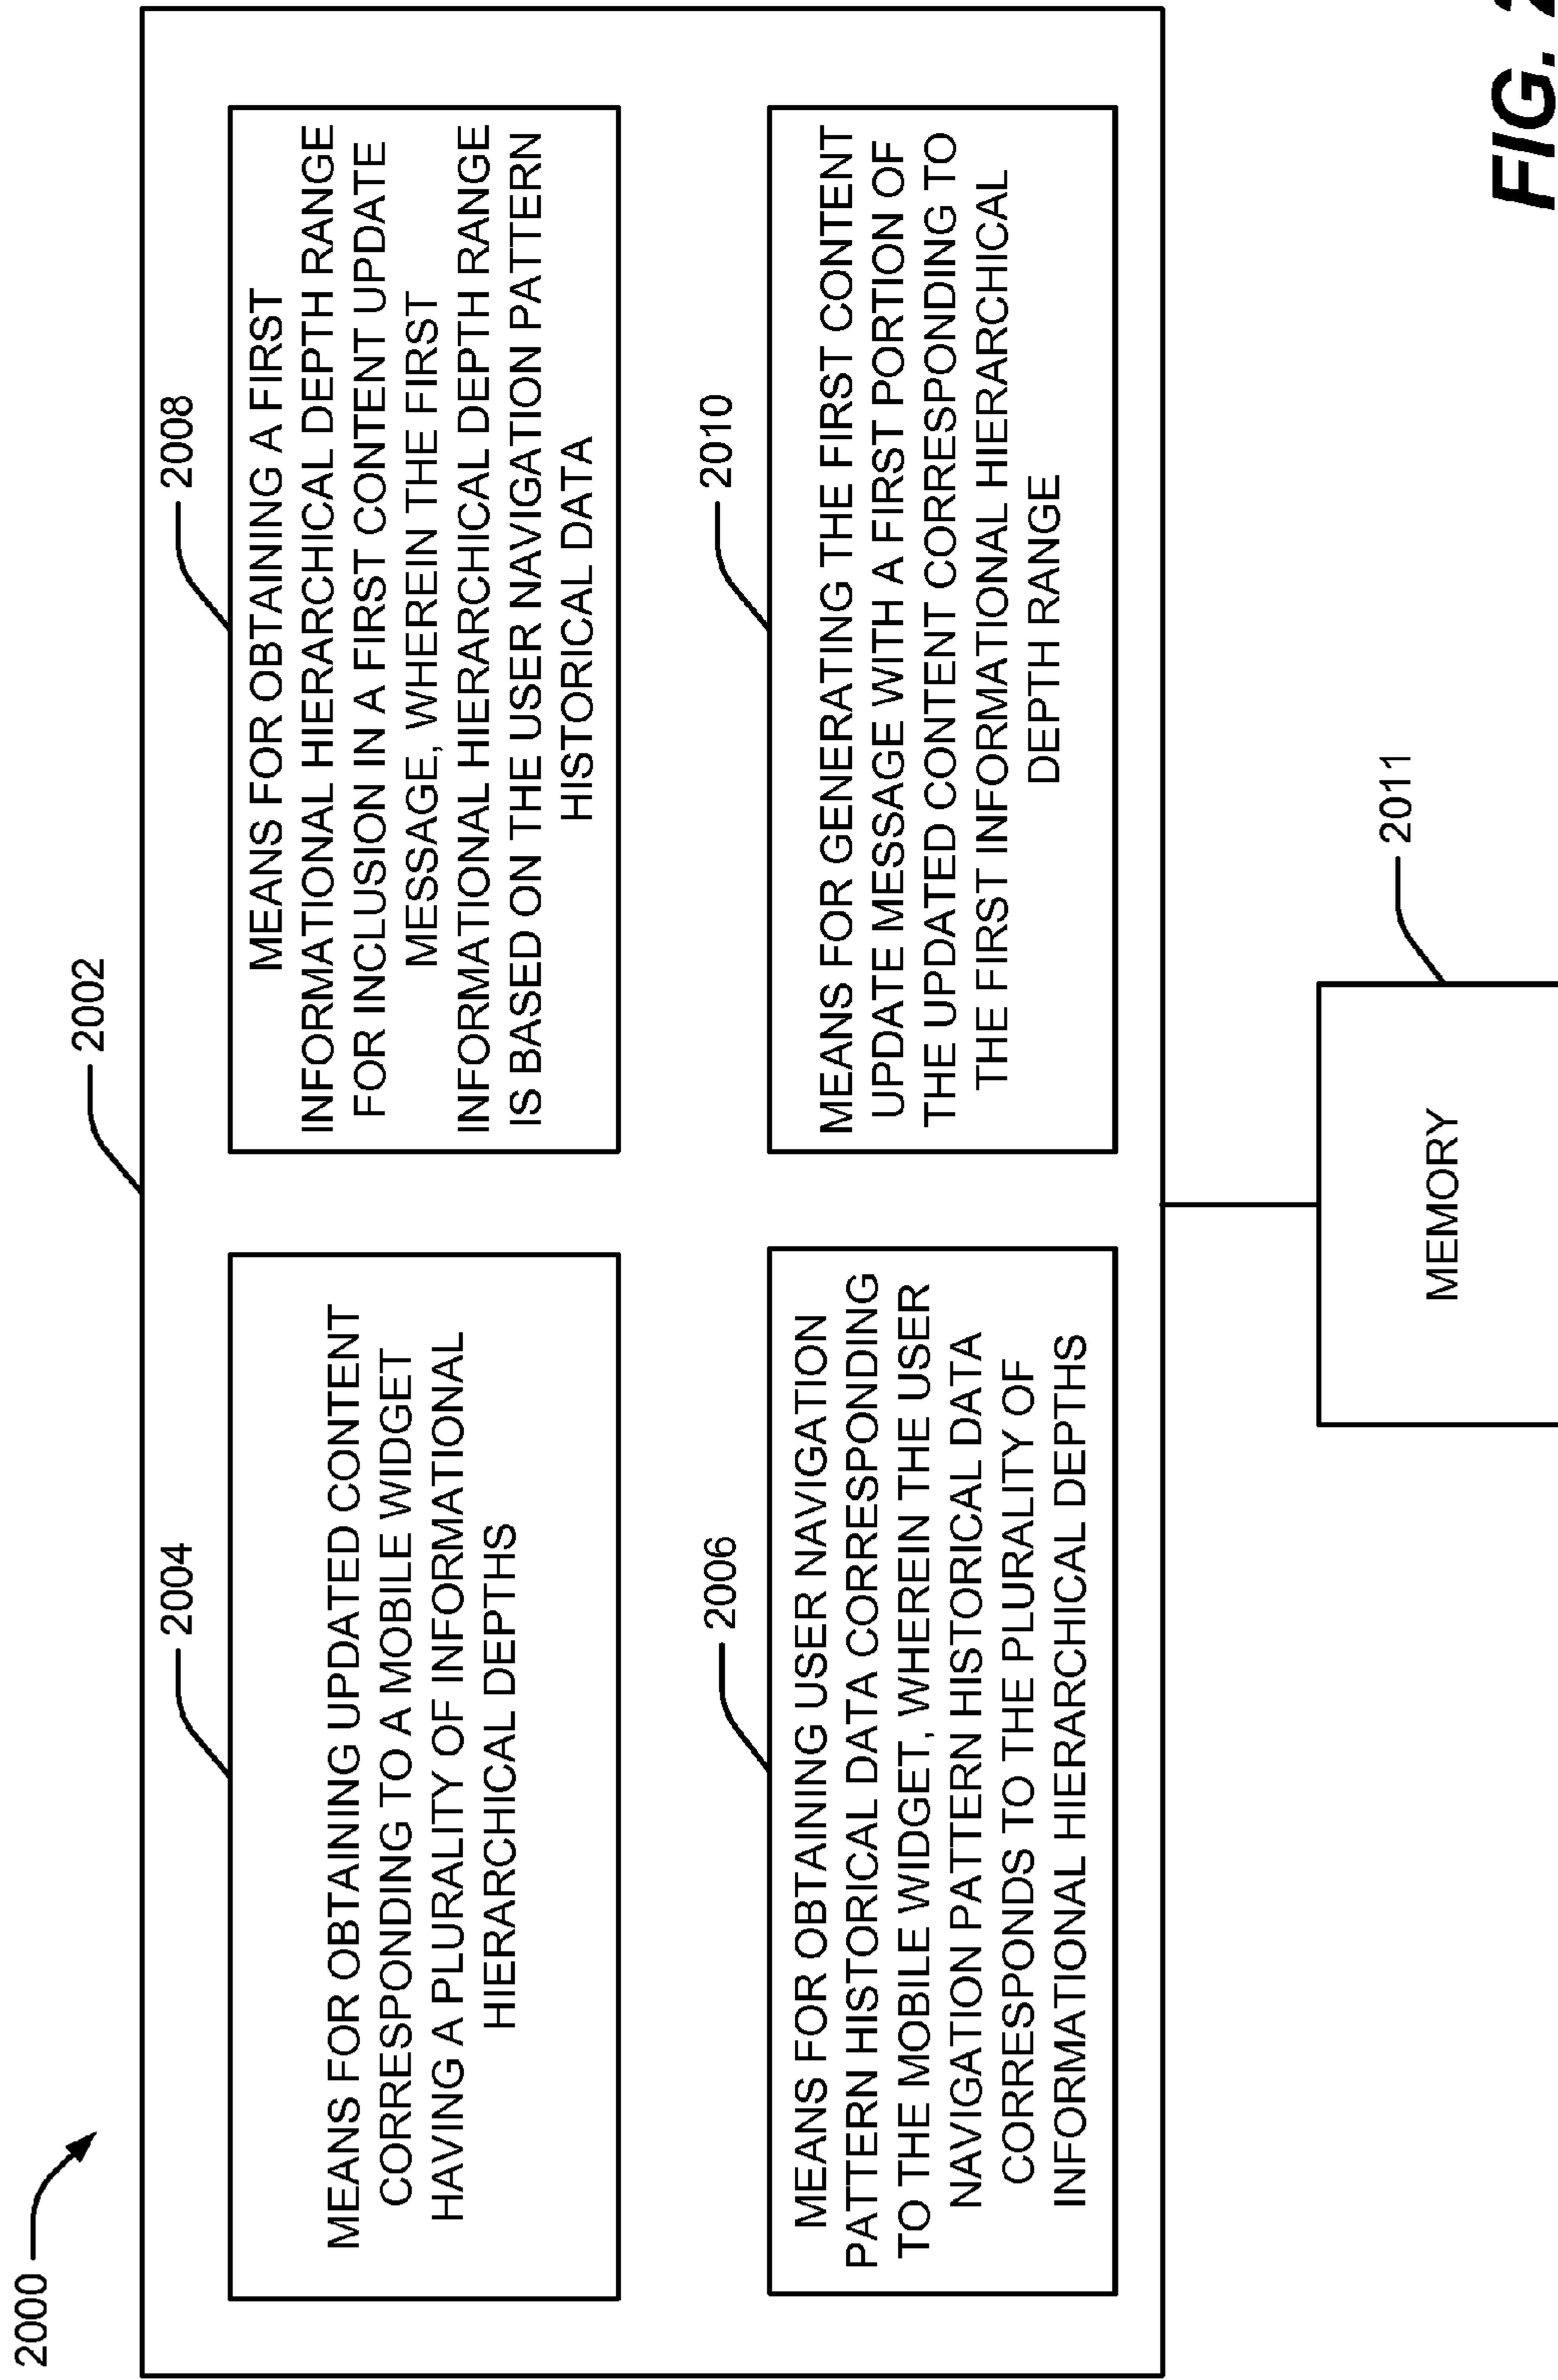 2000
2002
2004
MEANS FOR OBTAINING UPDATED CONTENT
CORRESPONDING TO A MOBILE WIDGET
HAVING A PLURALITY OF INFORMATIONAL
HIERARCHICAL DEPTHS
2008
MEANS FOR OBTAINING A FIRST
INFORMATIONAL HIERARCHICAL DEPTH RANGE
FOR INCLUSION IN A FIRST CONTENT UPDATE
MESSAGE, WHEREIN THE FIRST
INFORMATIONAL HIERARCHICAL DEPTH RANGE
IS BASED ON THE USER NAVIGATION PATTERN
HISTORICAL DATA
2006
MEANS FOR OBTAINING USER NAVIGATION
PATTERN HISTORICAL DATA CORRESPONDING
TO THE MOBILE WIDGET, WHEREIN THE USER
NAVIGATION PATTERN HISTORICAL DATA
CORRESPONDS TO THE PLURALITY OF
INFORMATIONAL HIERARCHICAL DEPTHS
2010
MEANS FOR GENERATING THE FIRST CONTENT
UPDATE MESSAGE WITH A FIRST PORTION OF
THE UPDATED CONTENT CORRESPONDING TO
THE FIRST INFORMATIONAL HIERARCHICAL
DEPTH RANGE
2011
MEMORY
FIG.